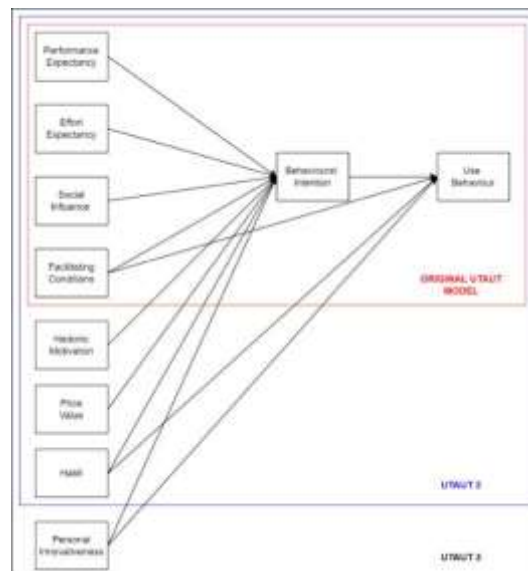 Performance
Expectancy
Effort
Expectancy
Social
Influence
Facilitating
Conditions
Behavioural
Intention
Use
Behaviour
ORIGINAL UTAUT
MODEL
Hedonic
Motivation
Price
Value
Habit
UTAUT 2
Personal
Innovativeness
UTAUT 3